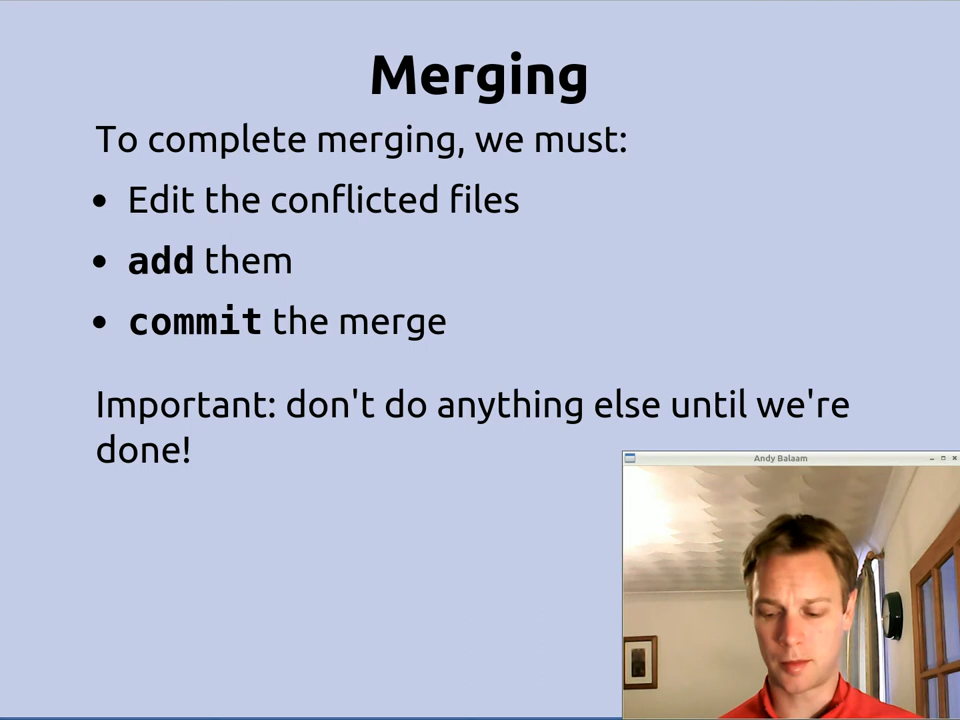 Merging
To complete merging, we must:
• Edit the conflicted files
• add them
• commit the merge
Important: don't do anything else until we're
done!
Andy Balaam